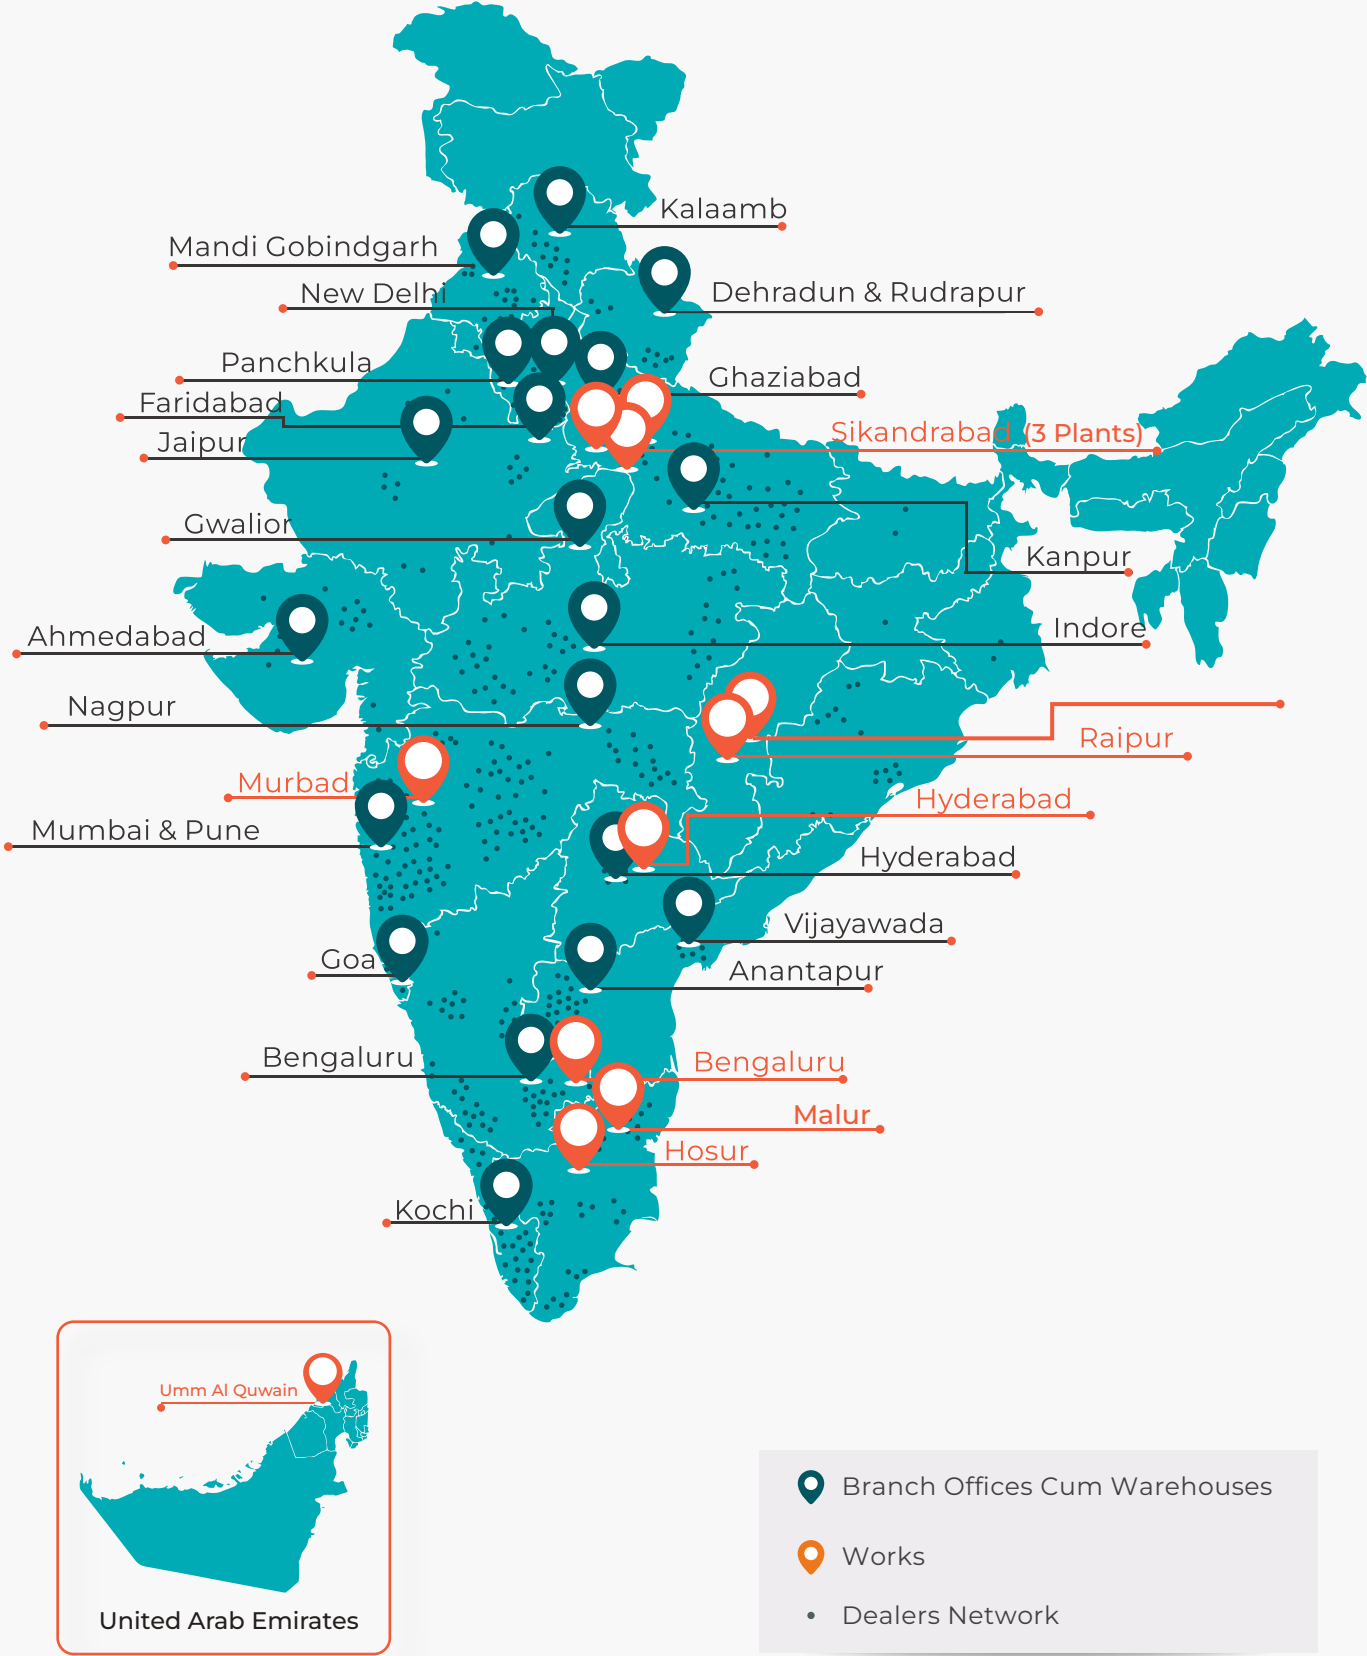 Kalaamb
Mandi Gobindgarh
New Delhi
Dehradun & Rudrapur
Panchkula
Ghaziabad
Faridabad
Sikandrabad (3 Plants)
Jaipur
Gwalior
Kanpur
Indore
Ahmedabad
Nagpur
Raipur
Murbad
Hyderabad
Mumbai & Pune
Hyderabad
Vijayawada
Goa
Anantapur
Bengaluru
Bengaluru
Malur
Hosur
Kochi
Umm Al Quwain
United Arab Emirates
Branch Offices Cum Warehouses
Works
Dealers Network